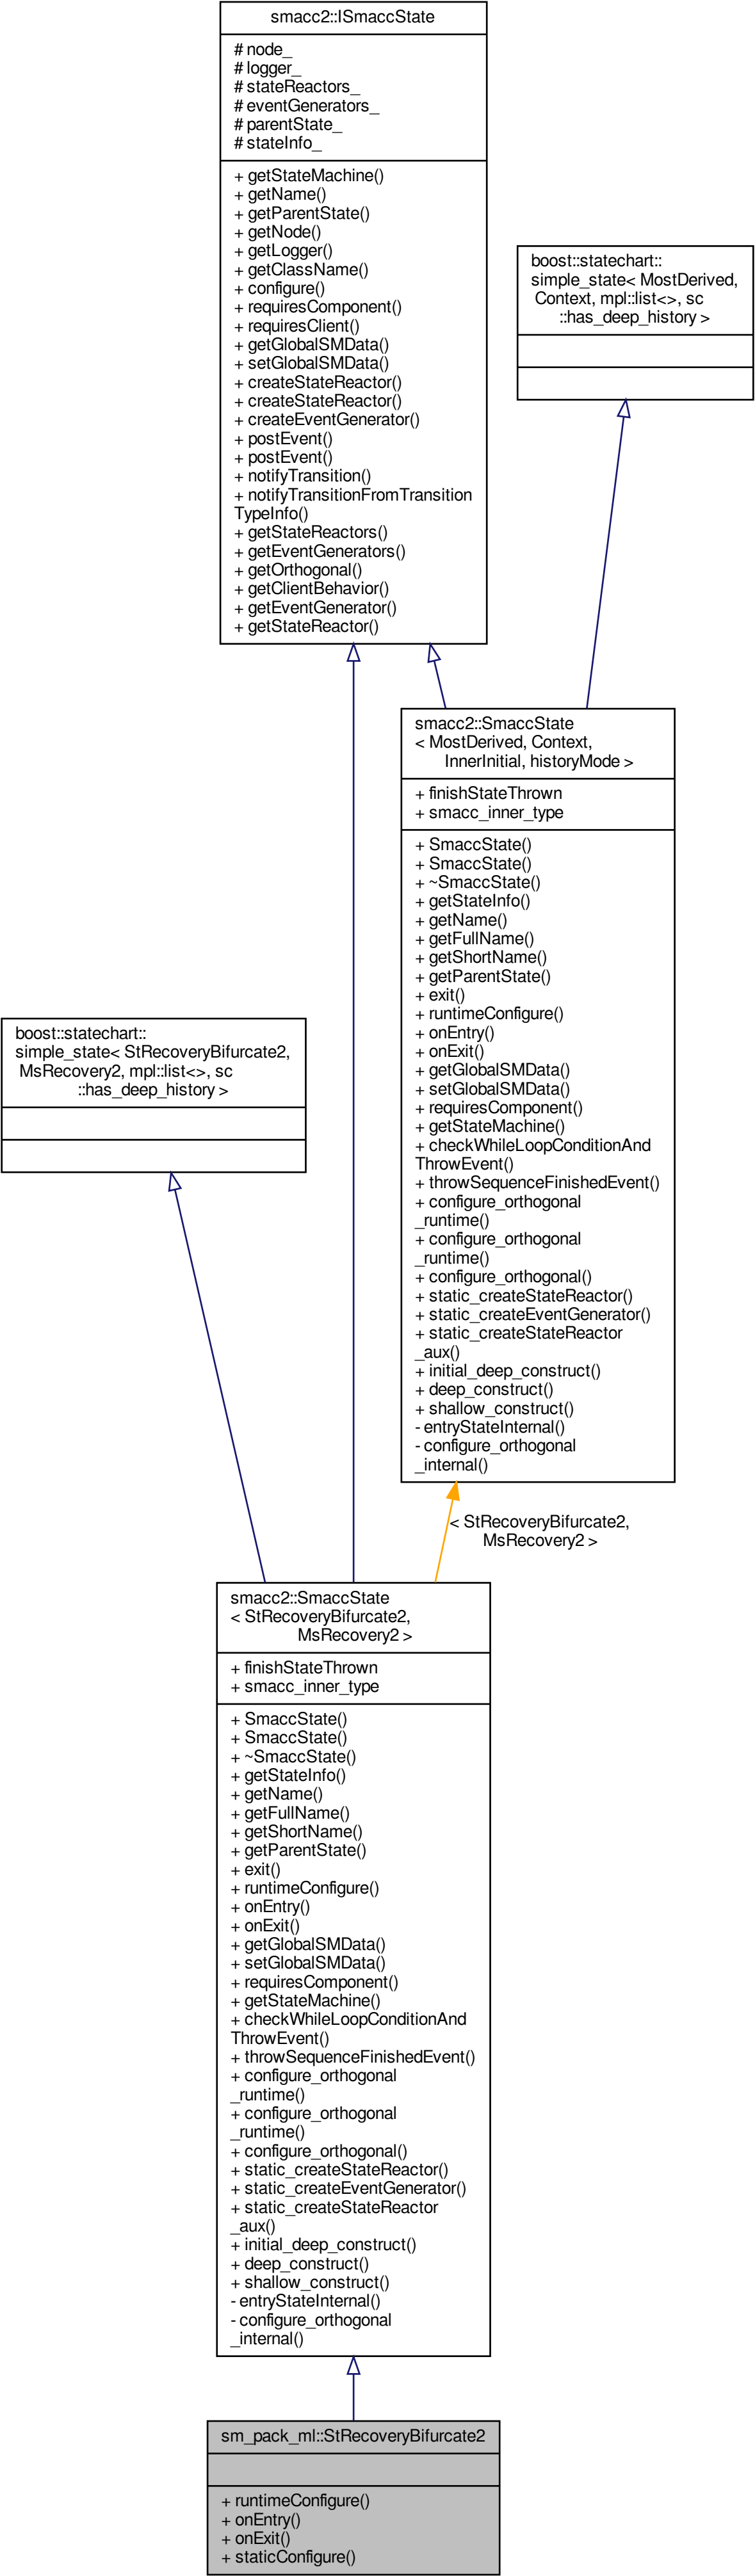 smacc2::ISmaccState
# node_
# logger_
# stateReactors_
# eventGenerators_
# parentState_
# stateInfo_
+ getStateMachine()
+ getName()
+ getParentState()
+ getNode()
+ getLogger()
+ getClassName()
+ configure()
+ requiresComponent()
+ requiresClient()
+ getGlobalSMData()
+ setGlobalSMData()
+ createStateReactor()
+ createStateReactor()
+ createEventGenerator()
+ postEvent()
+ postEvent()
+ notifyTransition()
+ notifyTransitionFromTransition
TypeInfo()
+ getStateReactors()
+ getEventGenerators()
+ getOrthogonal()
+ getClientBehavior()
+ getEventGenerator()
+ getStateReactor()
boost::statechart::
simple_state< MostDerived,
Context, mpl::list<>, sc
::has_deep_history >
smacc2::SmaccState
< MostDerived, Context,
InnerInitial, historyMode >
+ finishStateThrown
+ smacc_inner_type
+ SmaccState()
+ SmaccState()
+ ~SmaccState()
+ getStateInfo()
+ getName()
+ getFullName()
+ getShortName()
+ getParentState()
+ exit()
+ runtimeConfigure()
+ onEntry()
+ onExit()
+ getGlobalSMData()
+ setGlobalSMData()
+ requiresComponent()
+ getStateMachine()
+ checkWhileLoopConditionAnd
ThrowEvent()
+ throwSequenceFinishedEvent()
+ configure_orthogonal
_runtime()
+ configure_orthogonal
_runtime()
+ configure_orthogonal()
+ static_createStateReactor()
+ static_createEventGenerator()
+ static_createStateReactor
_aux()
+ initial_deep_construct()
+ deep_construct()
+ shallow_construct()
- entryStateInternal()
- configure_orthogonal
_internal()
boost::statechart::
simple_state< StRecoveryBifurcate2,
MsRecovery2, mpl::list<>, sc
::has_deep_history >
< StRecoveryBifurcate2,
MsRecovery2 >
smacc2::SmaccState
< StRecoveryBifurcate2,
MsRecovery2 >
+ finishStateThrown
+ smacc_inner_type
+ SmaccState()
+ SmaccState()
+ ~SmaccState()
+ getStateInfo()
+ getName()
+ getFullName()
+ getShortName()
+ getParentState()
+ exit()
+ runtimeConfigure()
+ onEntry()
+ onExit()
+ getGlobalSMData()
+ setGlobalSMData()
+ requiresComponent()
+ getStateMachine()
+ checkWhileLoopConditionAnd
ThrowEvent()
+ throwSequenceFinishedEvent()
+ configure_orthogonal
_runtime()
+ configure_orthogonal
_runtime()
+ configure_orthogonal()
+ static_createStateReactor()
+ static_createEventGenerator()
+ static_createStateReactor
_aux()
+ initial_deep_construct()
+ deep_construct()
+ shallow_construct()
- entryStateInternal()
- configure_orthogonal
_internal()
sm_pack_ml::StRecoveryBifurcate2
+ runtimeConfigure()
+ onEntry()
+ onExit()
+ staticConfigure()